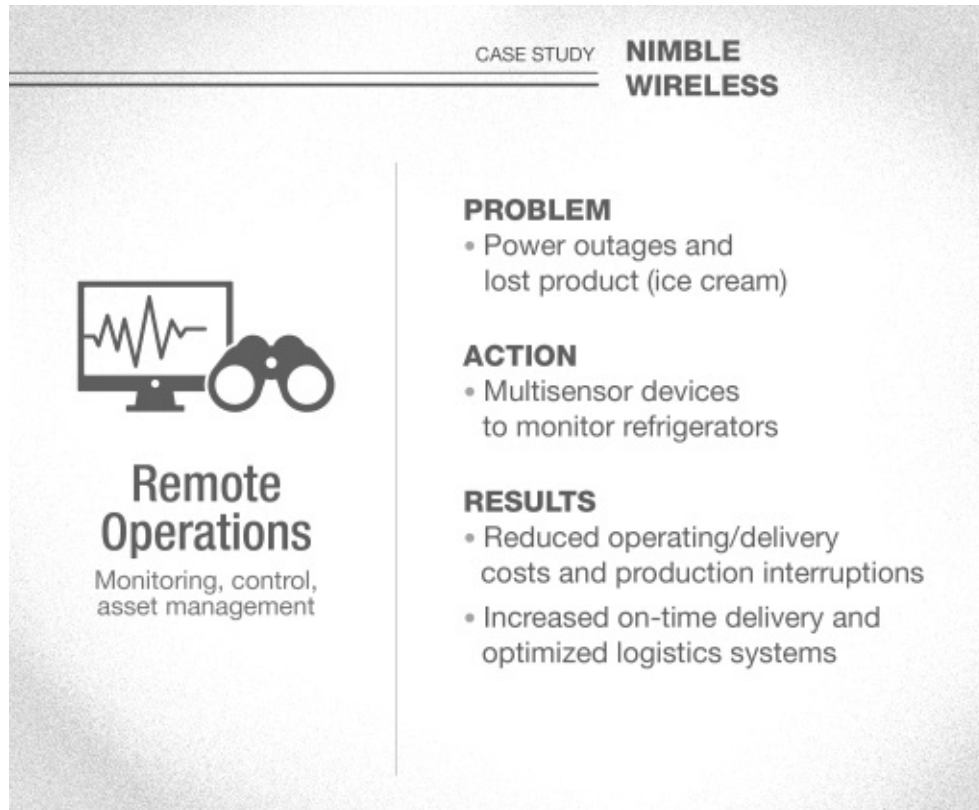 CASE STUDY
NIMBLE
WIRELESS
Remote
Operations
Monitoring, control,
asset management
PROBLEM
• Power outages and
lost product (ice cream)
ACTION
• Multisensor devices
to monitor refrigerators
RESULTS
• Reduced operating/delivery
costs and production interruptions
• Increased on-time delivery and
optimized logistics systems